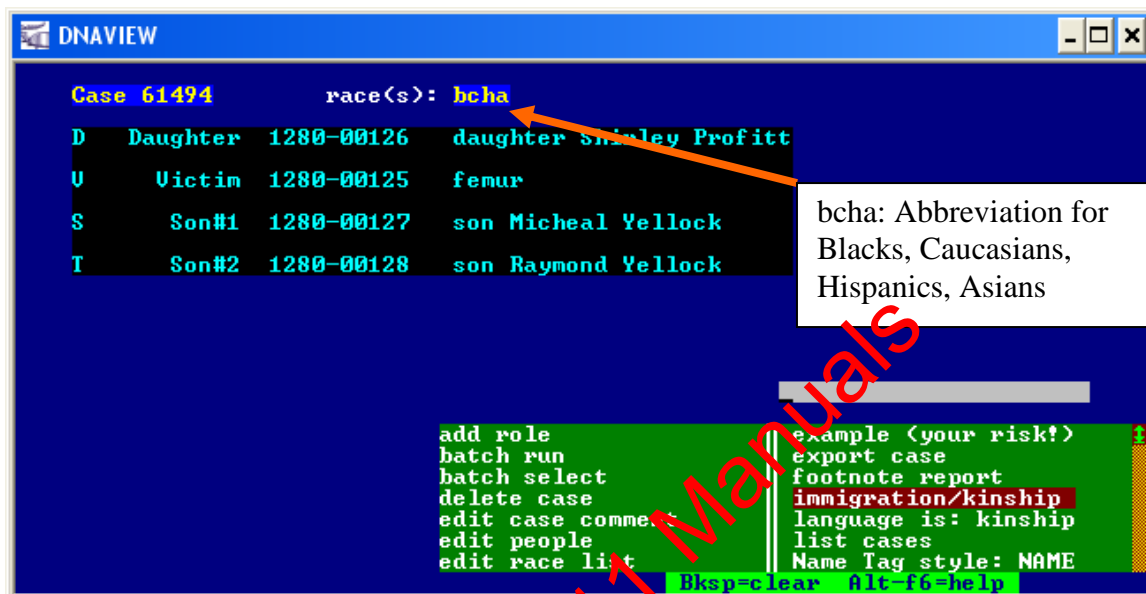 DNAVIEW
Case 61494 race(s): bcha
D Daughter 1280-00126 daughter Shirley Profitt
V Victim 1280-00125 femur
S Son#1 1280-00127 son Micheal Yellock
T Son#2 1280-00128 son Raymond Yellock
bcha: Abbreviation for
Blacks, Caucasians,
Hispanics, Asians
add role
batch run
batch select
delete case
edit case comment
edit people
edit race list
example (your risk!)
export case
footnote report
immigration/kinship
language is: kinship
list cases
Name Tag style: NAME
Bksp=clear Alt-f6=help
1 Manuals